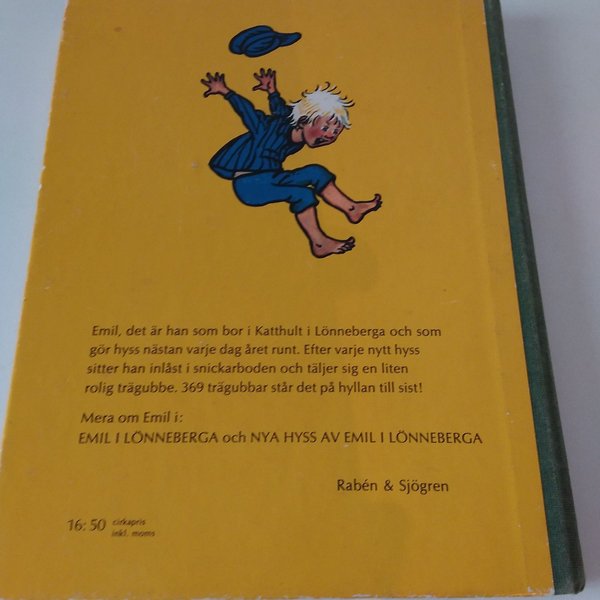 Emil, det är han som bor i Katthult i Lönneberga och som
gör hyss nästan varje dag året runt. Efter varje nytt hyss
sitter han inlåst i snickarboden och täljer sig en liten
rolig trägubbe. 369 trägubbar står det på hyllan till sist!
Mera om Emil i:
EMIL I LÖNNEBERGA och NYA HYSS AV EMIL I LÖNNEBERGA
Rabén & Sjögren
16:50 cirkapris
inkl. moms